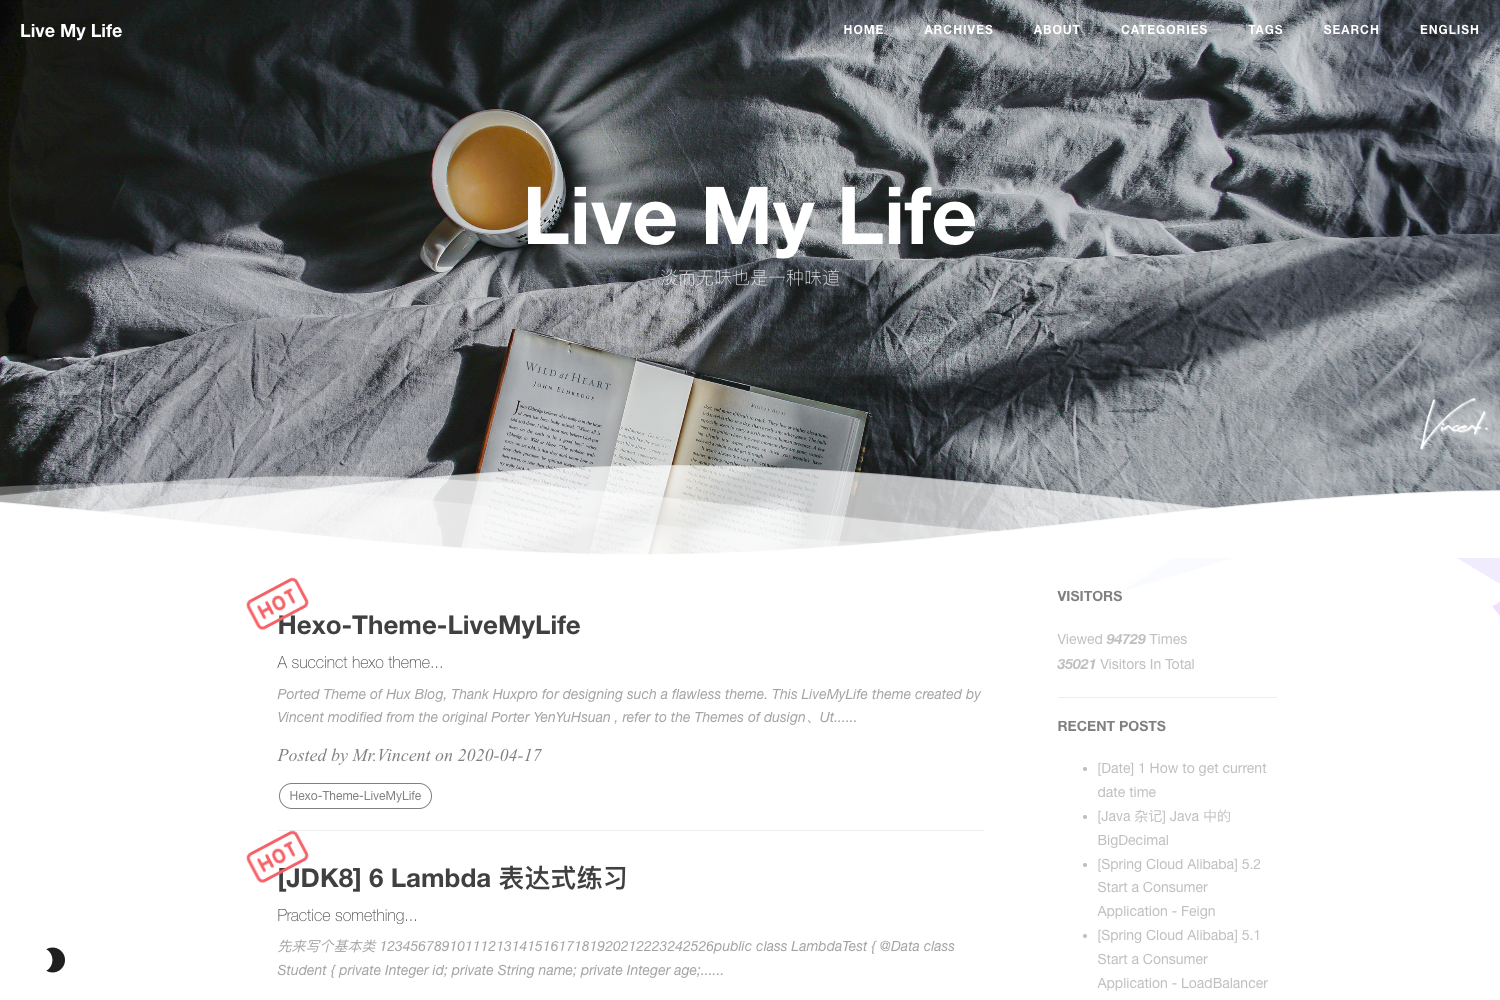 Live My Life
HOME
ARCHIVES
ABOUT
CATEGORIES
TAGS
SEARCH
ENGLISH
Live My Life
淡而无味也是一种味道
WILD at HEART
JOHN ELDREDGE
Vincent.
HOT
Hexo-Theme-LiveMyLife
A succinct hexo theme...
Ported Theme of Hux Blog, Thank Huxpro for designing such a flawless theme. This LiveMyLife theme created by
Vincent modified from the original Porter YenYuHsuan , refer to the Themes of dusign、Ut......
Posted by Mr.Vincent on 2020-04-17
Hexo-Theme-LiveMyLife
HOT
[JDK8] 6 Lambda 表达式练习
Practice something...
先来写个基本类 1234567891011121314151617181920212223242526public class LambdaTest { @Data class
Student { private Integer id; private String name; private Integer age;......
VISITORS
Viewed 94729 Times
35021 Visitors In Total
RECENT POSTS
[Date] 1 How to get current
date time
[Java 杂记] Java 中的
BigDecimal
[Spring Cloud Alibaba] 5.2
Start a Consumer
Application - Feign
[Spring Cloud Alibaba] 5.1
Start a Consumer
Application - LoadBalancer